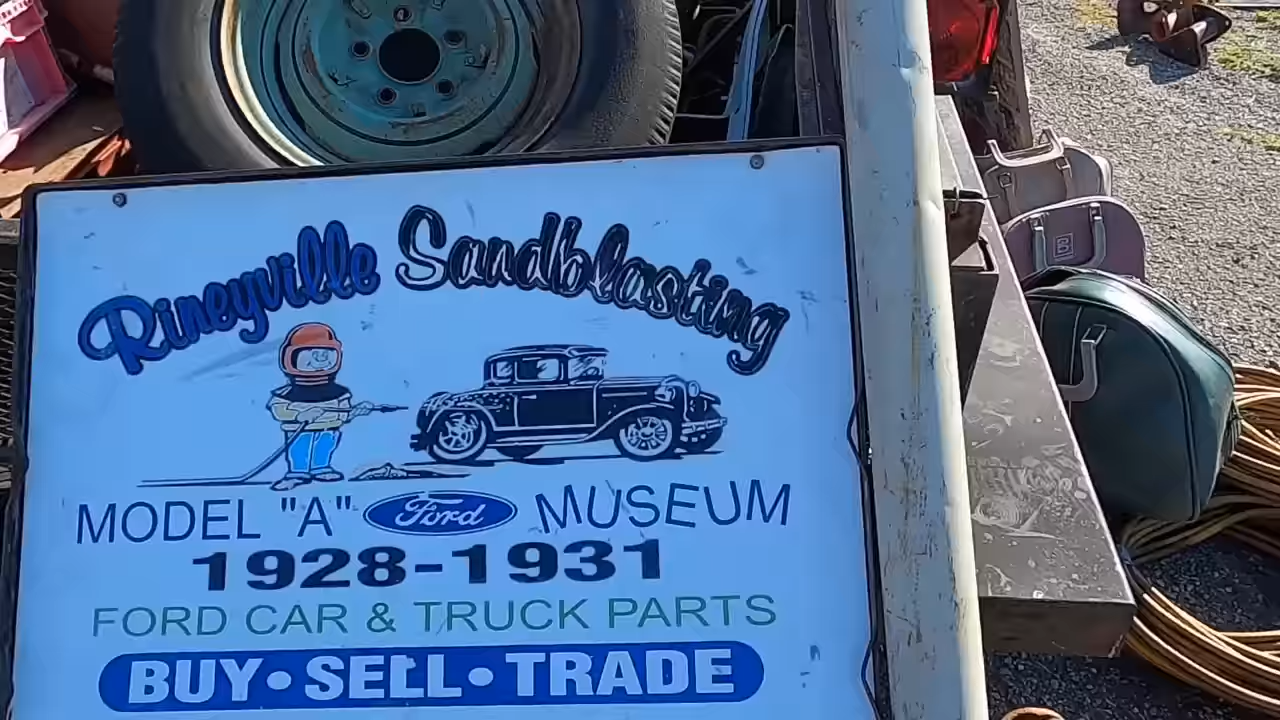 Rineyville Sandblasting
MODEL "A" Ford MUSEUM
1928-1931
FORD CAR & TRUCK PARTS
BUY • SELL • TRADE
B